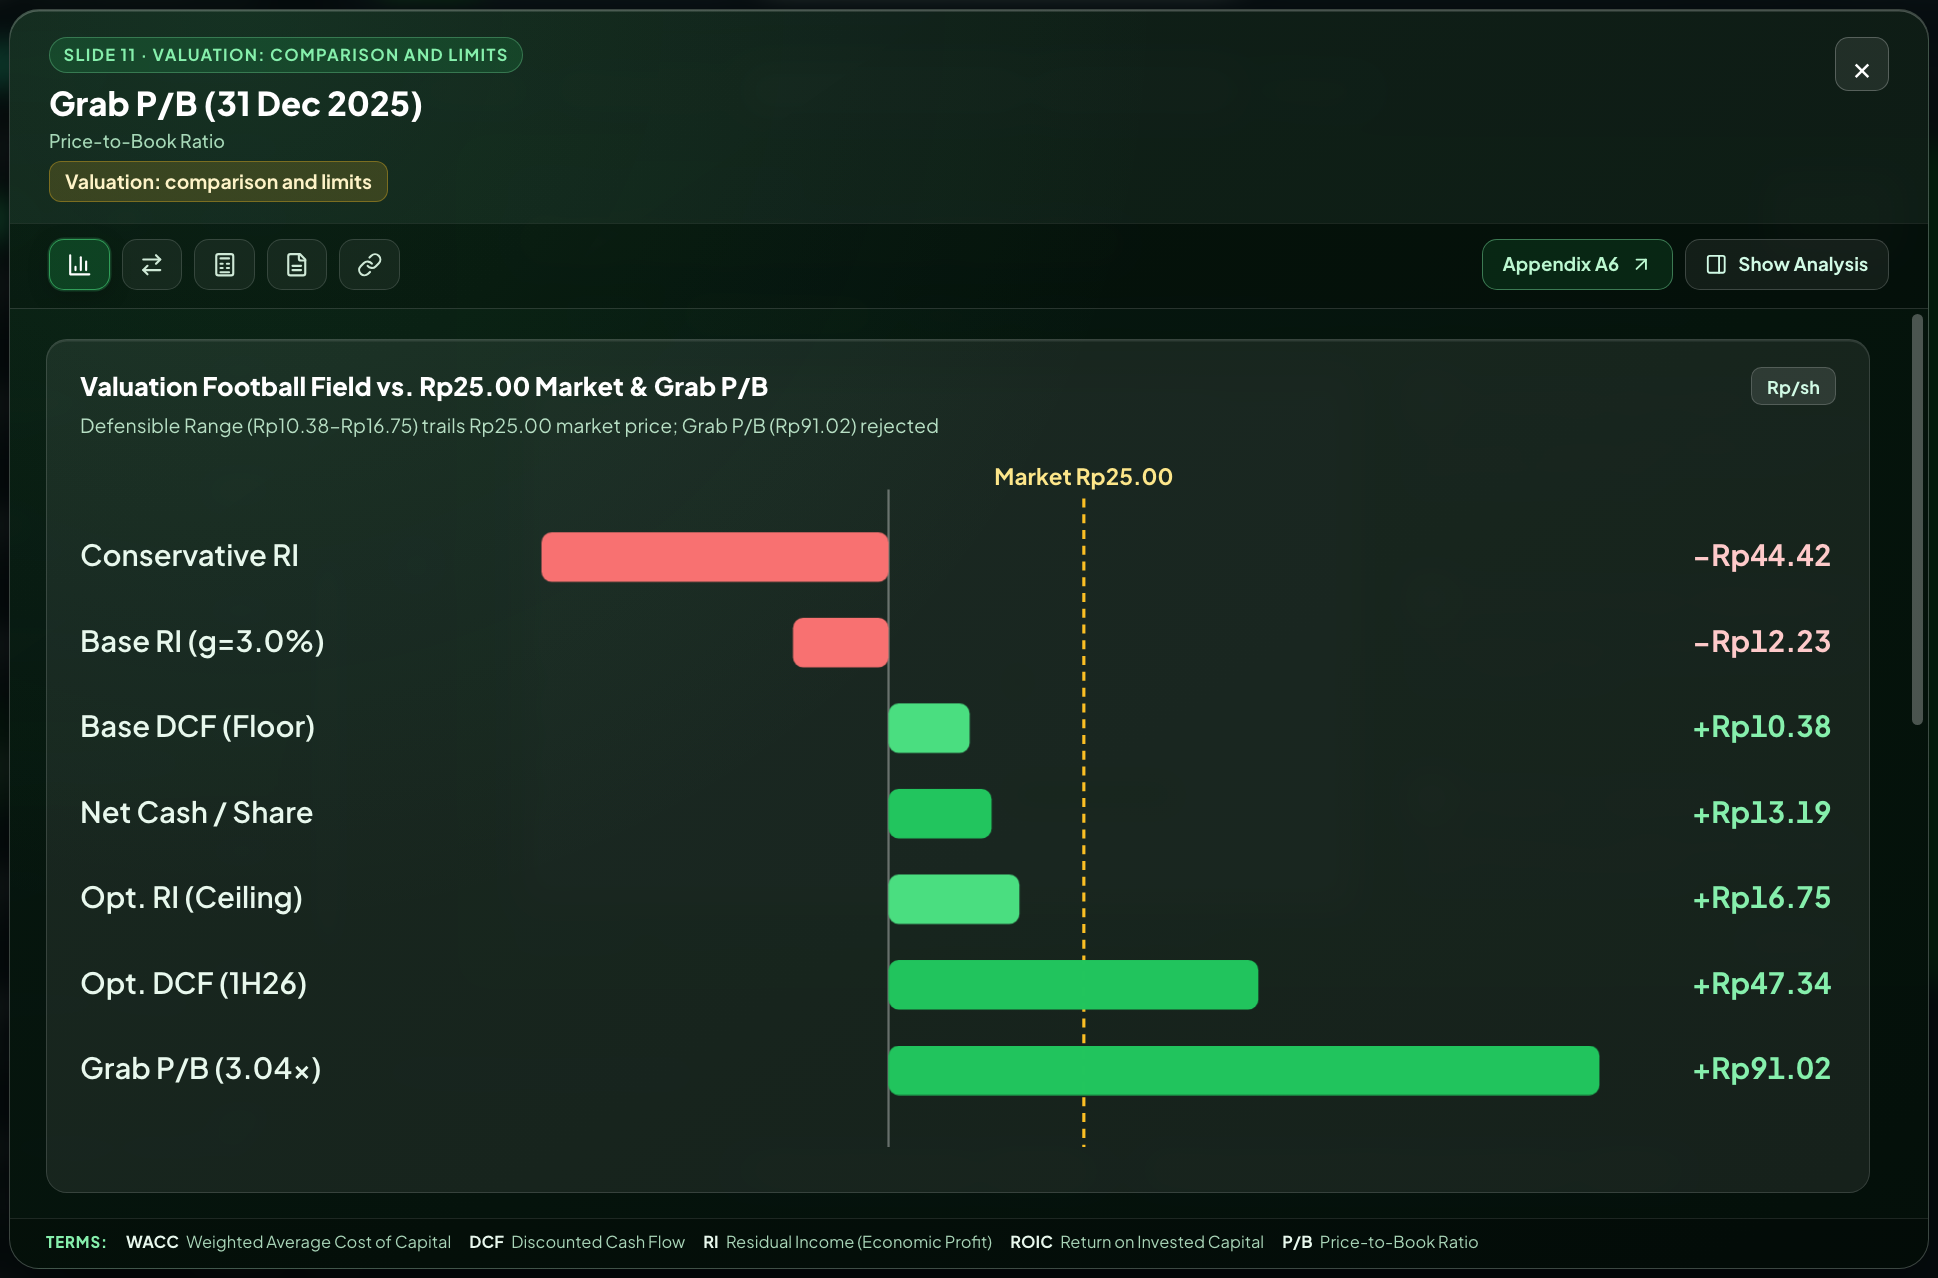 SLIDE 11 · VALUATION: COMPARISON AND LIMITS
Grab P/B (31 Dec 2025)
Price-to-Book Ratio
Valuation: comparison and limits
Appendix A6
Show Analysis
Valuation Football Field vs. Rp25.00 Market & Grab P/B
Rp/sh
Defensible Range (Rp10.38–Rp16.75) trails Rp25.00 market price; Grab P/B (Rp91.02) rejected
Market Rp25.00
Conservative RI −Rp44.42
Base RI (g=3.0%) −Rp12.23
Base DCF (Floor) +Rp10.38
Net Cash / Share +Rp13.19
Opt. RI (Ceiling) +Rp16.75
Opt. DCF (1H26) +Rp47.34
Grab P/B (3.04×) +Rp91.02
TERMS: WACC Weighted Average Cost of Capital DCF Discounted Cash Flow RI Residual Income (Economic Profit) ROIC Return on Invested Capital P/B Price-to-Book Ratio